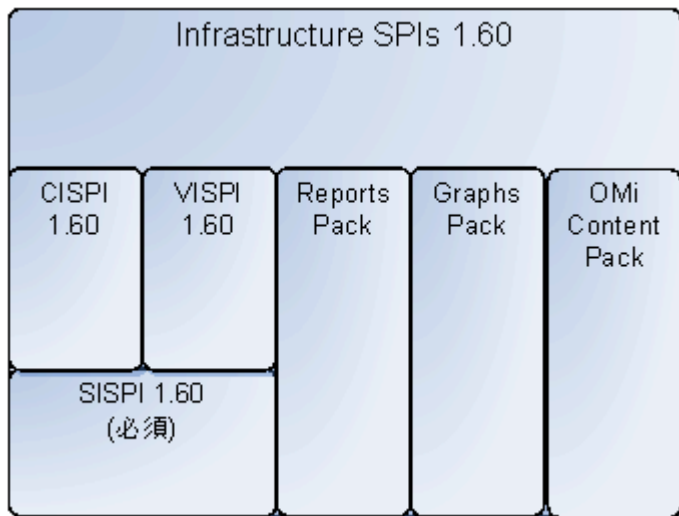 Infrastructure SPIs 1.60
CISPI
1.60
VISPI
1.60
Reports
Pack
Graphs
Pack
OMi
Content
Pack
SISPI 1.60
(必須)